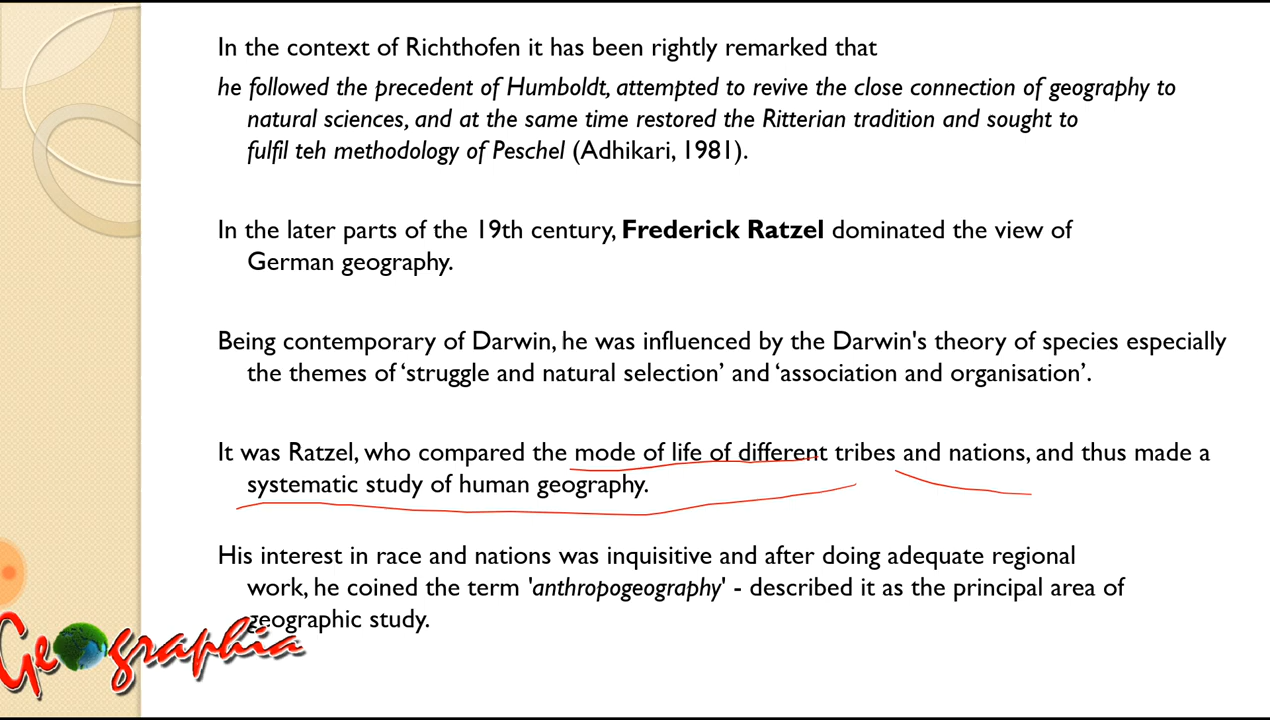 In the context of Richthofen it has been rightly remarked that
he followed the precedent of Humboldt, attempted to revive the close connection of geography to
natural sciences, and at the same time restored the Ritterian tradition and sought to
fulfil teh methodology of Peschel (Adhikari, 1981).
In the later parts of the 19th century, Frederick Ratzel dominated the view of
German geography.
Being contemporary of Darwin, he was influenced by the Darwin's theory of species especially
the themes of ‘struggle and natural selection’ and ‘association and organisation’.
It was Ratzel, who compared the mode of life of different tribes and nations, and thus made a
systematic study of human geography.
His interest in race and nations was inquisitive and after doing adequate regional
work, he coined the term 'anthropogeography' - described it as the principal area of
geographic study.
Geographia